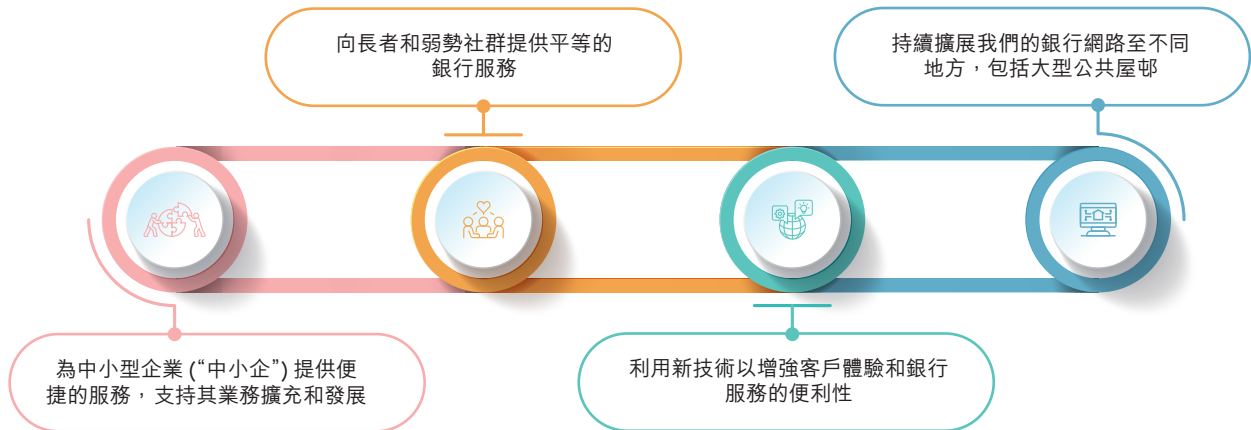 向長者和弱勢社群提供平等的
銀行服務
持續擴展我們的銀行網路至不同
地方，包括大型公共屋邨
為中小型企業 (“中小企”) 提供便
捷的服務，支持其業務擴充和發展
利用新技術以增強客戶體驗和銀行
服務的便利性